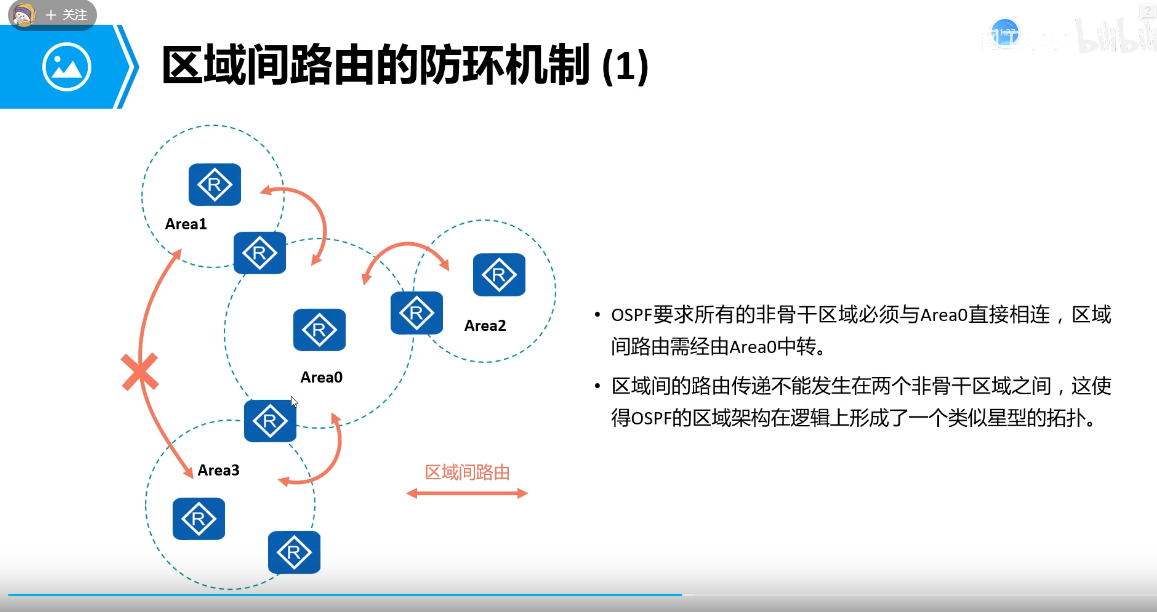 + 关注
2
bilibili
区域间路由的防环机制 (1)
R
Area1
R
R
R
Area2
R
Area0
R
Area3
R
R
区域间路由
• OSPF要求所有的非骨干区域必须与Area0直接相连，区域
间路由需经由Area0中转。
• 区域间的路由传递不能发生在两个非骨干区域之间，这使
得OSPF的区域架构在逻辑上形成了一个类似星型的拓扑。